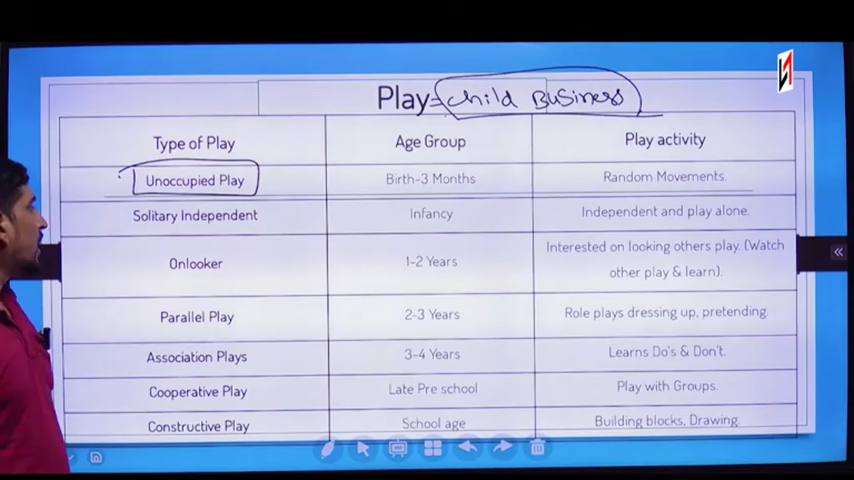 Play=child Business
Type of Play Age Group Play activity
Unoccupied Play Birth-3 Months Random Movements.
Solitary Independent Infancy Independent and play alone.
Onlooker 1-2 Years Interested on looking others play. (Watch
other play & learn).
Parallel Play 2-3 Years Role plays dressing up, pretending.
Association Plays 3-4 Years Learns Do's & Don't.
Cooperative Play Late Pre school Play with Groups.
Constructive Play School age Building blocks, Drawing.